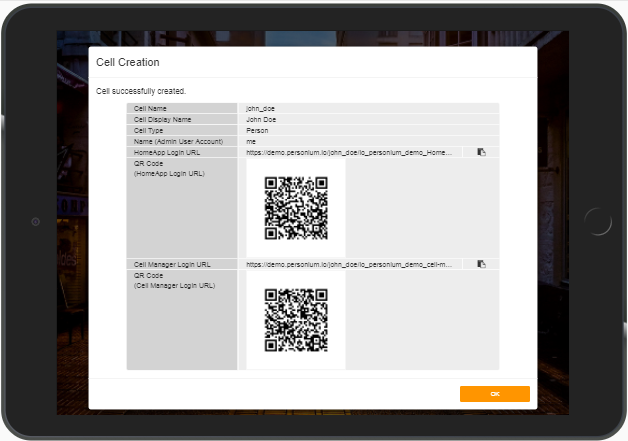 Cell Creation
Cell successfully created.
Cell Name john_doe
Cell Display Name John Doe
Cell Type Person
Name (Admin User Account) me
HomeApp Login URL https://demo.personium.io/john_doe/io_personium_demo_Home...
QR Code
(HomeApp Login URL)
Cell Manager Login URL https://demo.personium.io/john_doe/io_personium_demo_cell-m...
QR Code
(Cell Manager Login URL)
OK